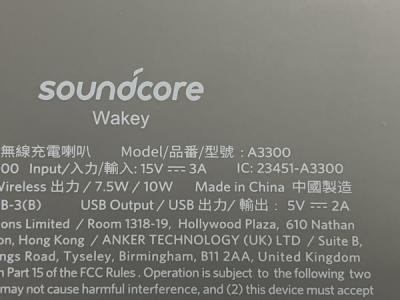 soundcore
Wakey
無線充電喇叭 Model/品番/型號 : A3300
00 Input/入力/輸入: 15V ⎓ 3A IC: 23451-A3300
Wireless 出力 / 7.5W / 10W Made in China 中國製造
B-3(B) USB Output / USB 出力/ 輸出 : 5V ⎓ 2A
ons Limited / Room 1318-19, Hollywood Plaza, 610 Nathan
on, Hong Kong / ANKER TECHNOLOGY (UK) LTD / Suite B,
ngs Road, Tyseley, Birmingham, B11 2AA, United Kingdom
h Part 15 of the FCC Rules . Operation is subject to the following two
may not cause harmful interference, and (2) this device must accept